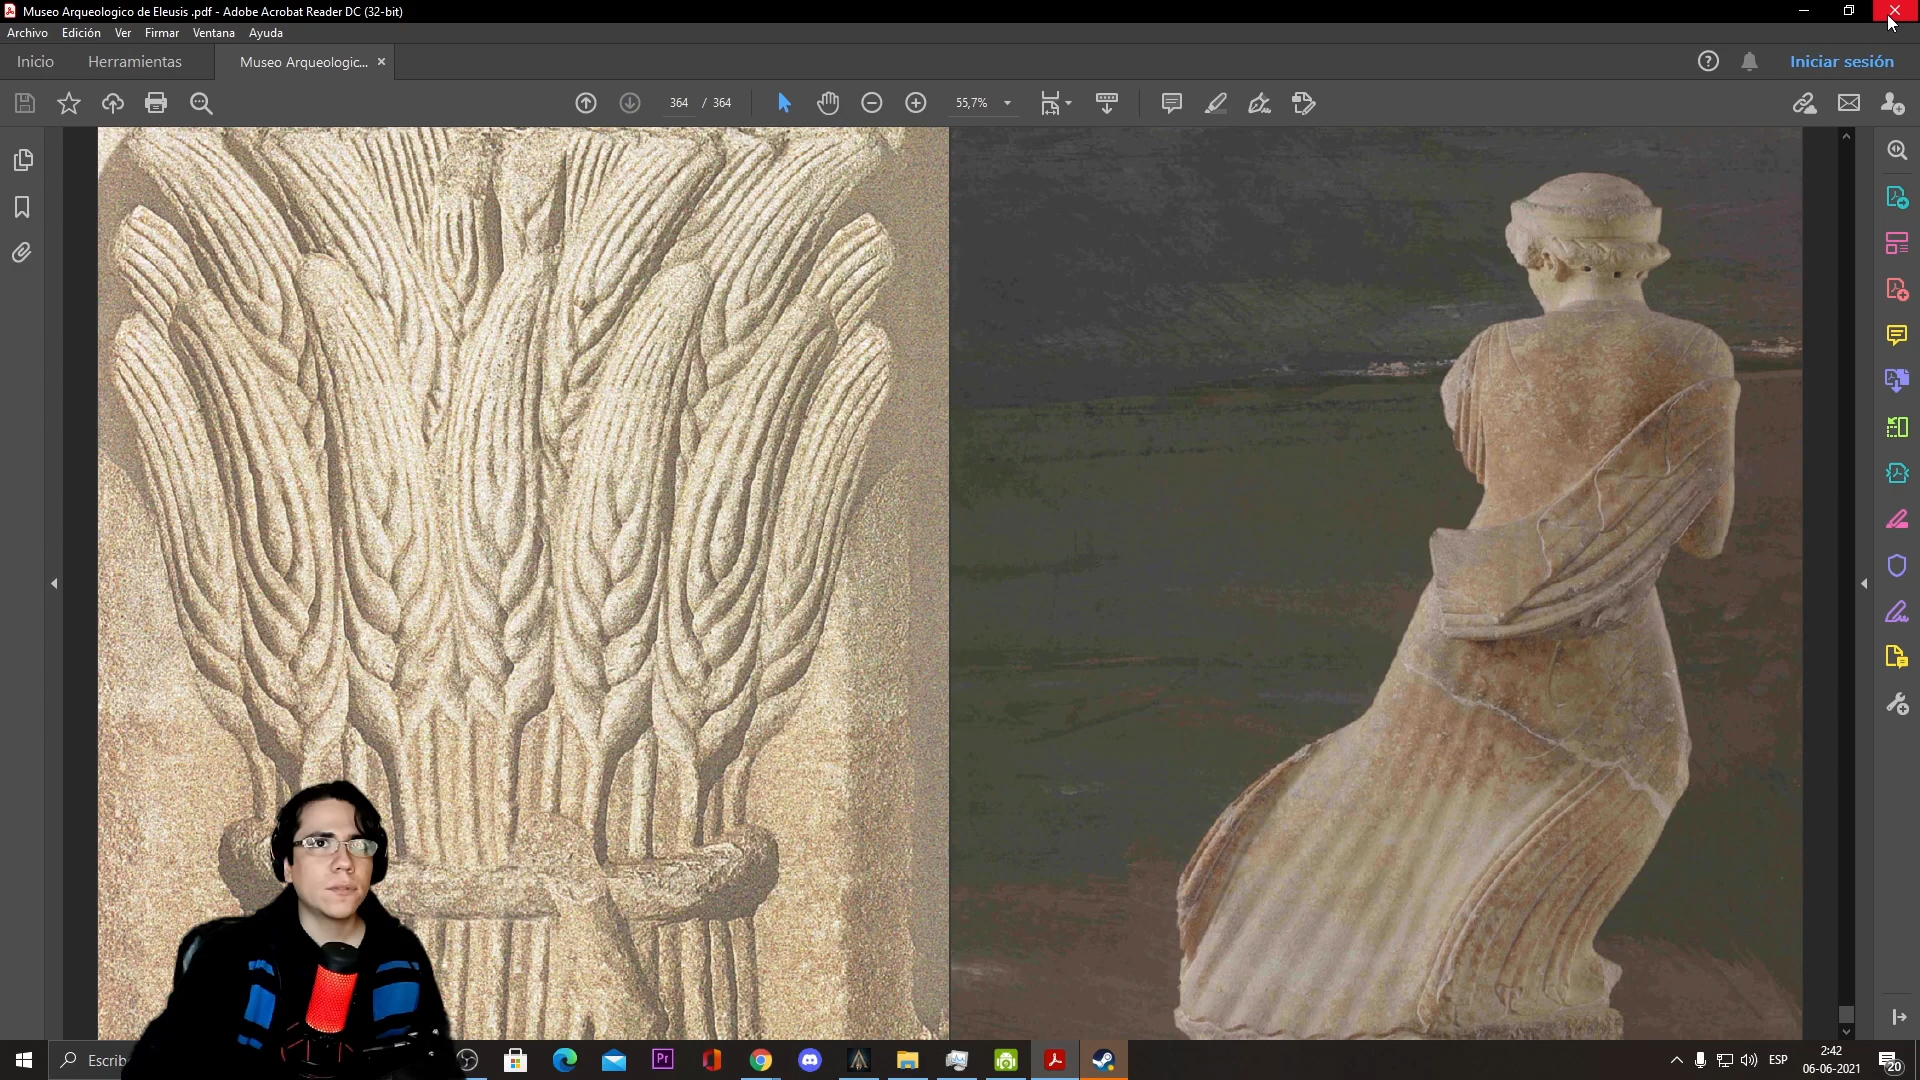 Museo Arqueologico de Eleusis .pdf - Adobe Acrobat Reader DC (32-bit)
Archivo Edición Ver Firmar Ventana Ayuda
Inicio Herramientas Museo Arqueologic... Iniciar sesión
364 / 364 55,7%
Escrib Pr ESP 2:42
06-06-2021 20